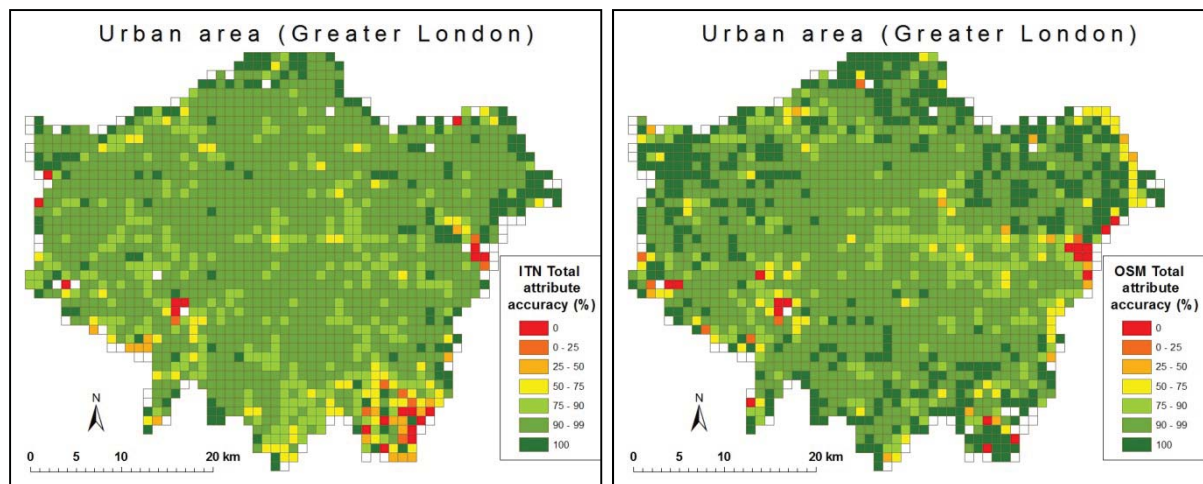 Urban area (Greater London)
ITN Total
attribute
accuracy (%)
0
0 - 25
25 - 50
50 - 75
75 - 90
90 - 99
100
N
0 5 10 20 km
Urban area (Greater London)
OSM Total
attribute
accuracy (%)
0
0 - 25
25 - 50
50 - 75
75 - 90
90 - 99
100
N
0 5 10 20 km